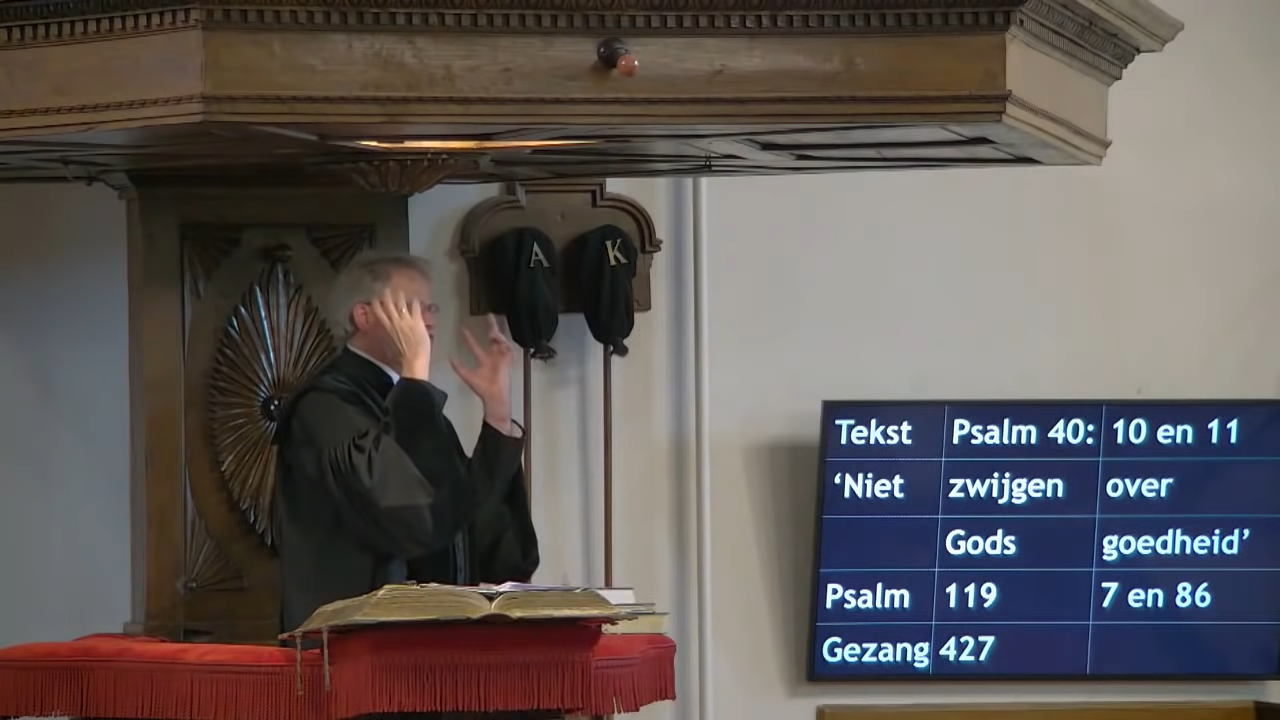 A K
Tekst Psalm 40: 10 en 11
‘Niet zwijgen over
Gods goedheid’
Psalm 119 7 en 86
Gezang 427